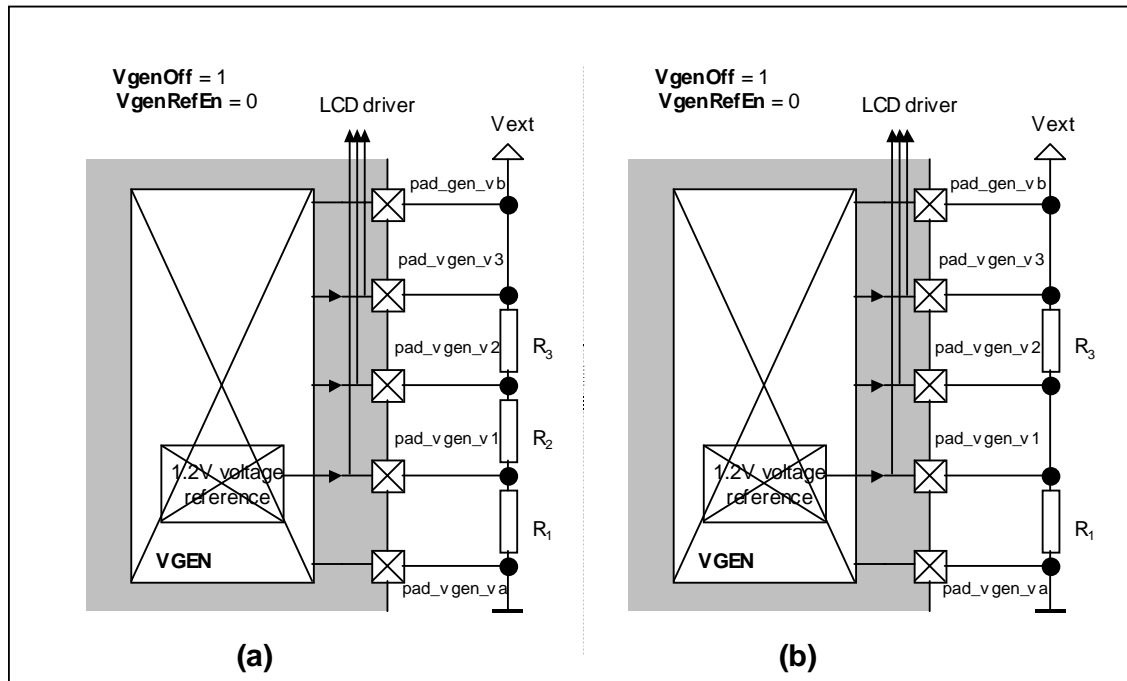 VgenOff = 1
VgenRefEn = 0
LCD driver
Vext
pad_gen_vb
pad_vgen_v3
pad_vgen_v2
R3
pad_vgen_v1
R2
1.2V voltage
reference
R1
VGEN
pad_vgen_va
(a)
VgenOff = 1
VgenRefEn = 0
LCD driver
Vext
pad_gen_vb
pad_vgen_v3
pad_vgen_v2
R3
pad_vgen_v1
1.2V voltage
reference
R1
VGEN
pad_vgen_va
(b)